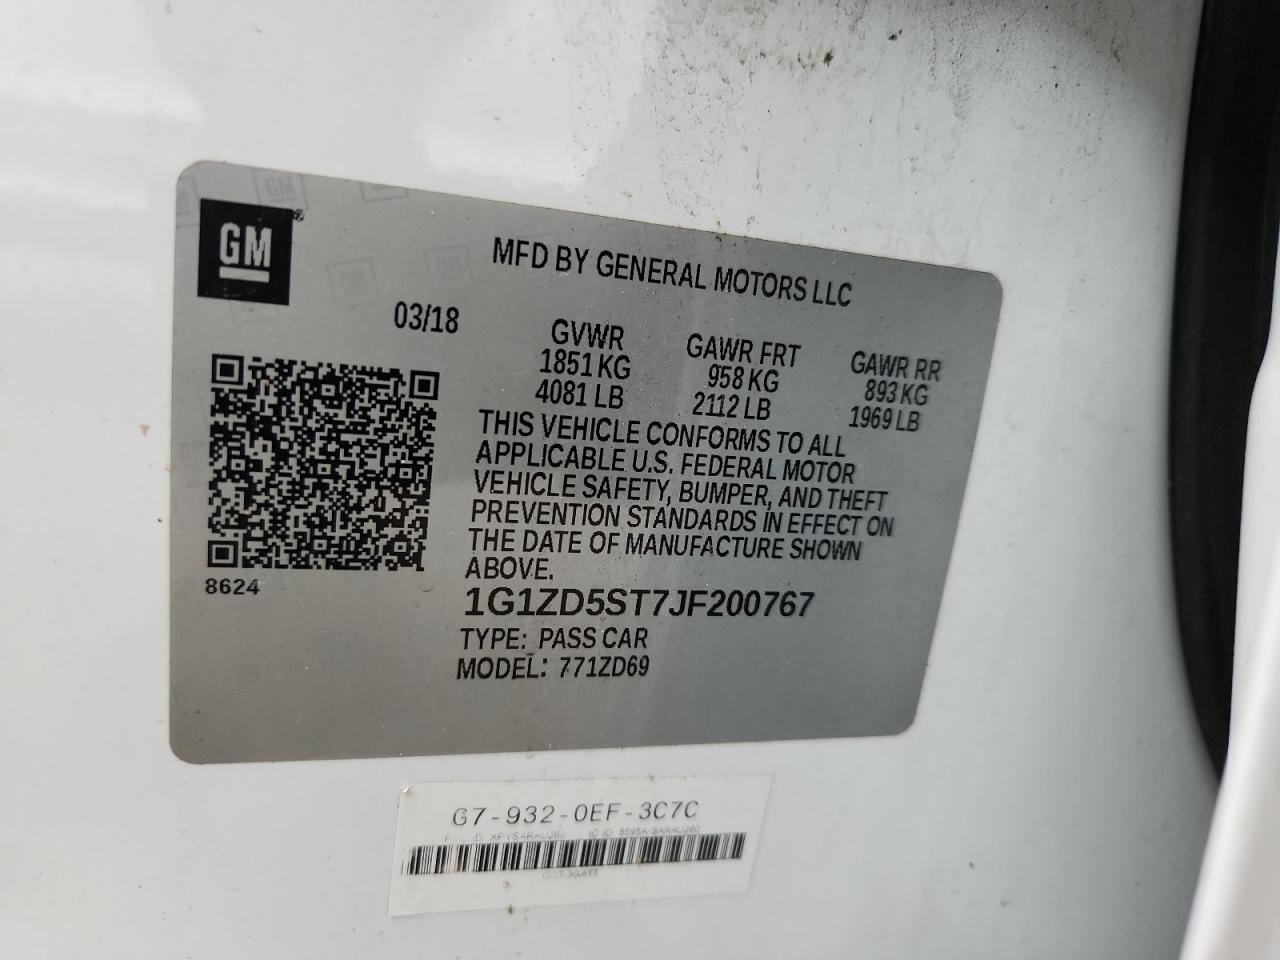 GM
MFD BY GENERAL MOTORS LLC
03/18
GVWR
1851 KG
4081 LB
GAWR FRT
958 KG
2112 LB
GAWR RR
893 KG
1969 LB
THIS VEHICLE CONFORMS TO ALL
APPLICABLE U.S. FEDERAL MOTOR
VEHICLE SAFETY, BUMPER, AND THEFT
PREVENTION STANDARDS IN EFFECT ON
THE DATE OF MANUFACTURE SHOWN
ABOVE.
8624
1G1ZD5ST7JF200767
TYPE: PASS CAR
MODEL: 771ZD69
G7-932-0EF-3C7C